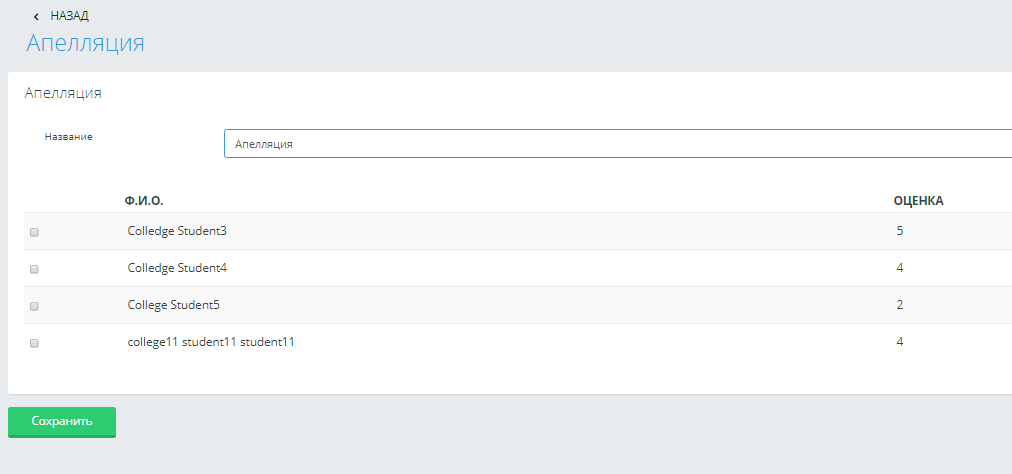 НАЗАД
Апелляция
Апелляция
Название Апелляция
Ф.И.О. ОЦЕНКА
Colledge Student3 5
Colledge Student4 4
College Student5 2
college11 student11 student11 4
Сохранить